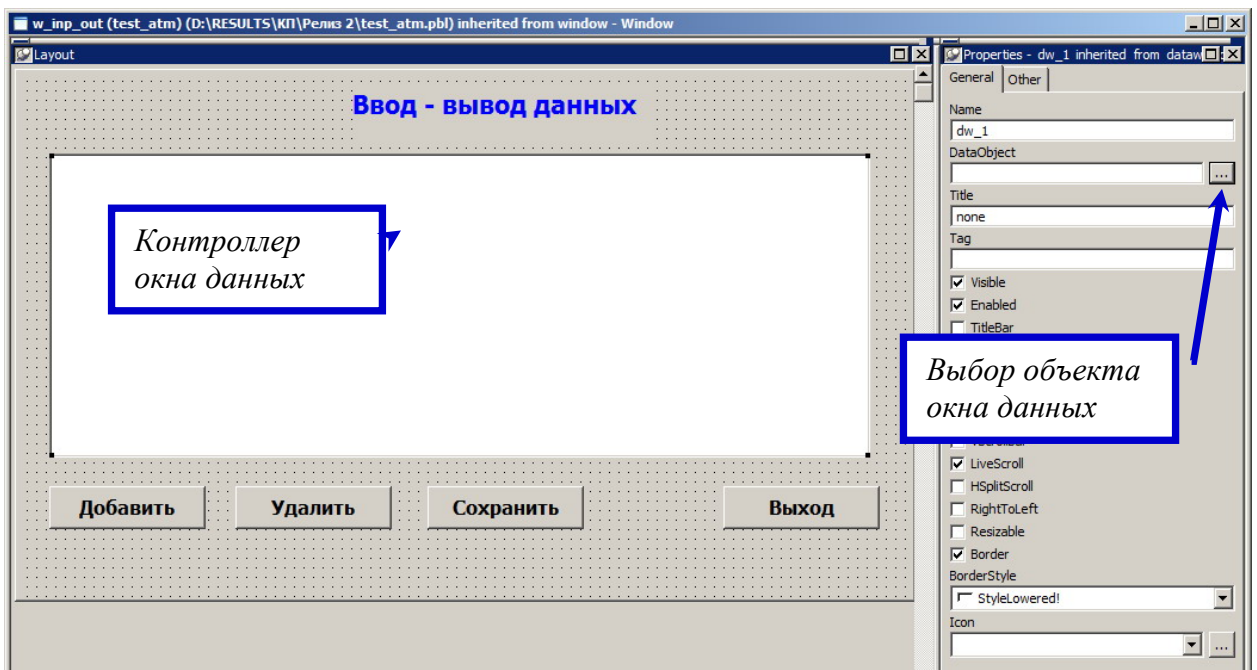 w_inp_out (test_atm) (D:\RESULTS\КП\Релиз 2\test_atm.pbl) inherited from window - Window
Layout
Ввод - вывод данных
Контроллер
окна данных
Добавить
Удалить
Сохранить
Выход
Properties - dw_1 inherited from dataw
General
Other
Name
dw_1
DataObject
...
Title
none
Tag
Visible
Enabled
TitleBar
Выбор объекта
окна данных
LiveScroll
HSplitScroll
RightToLeft
Resizable
Border
BorderStyle
StyleLowered!
Icon
...